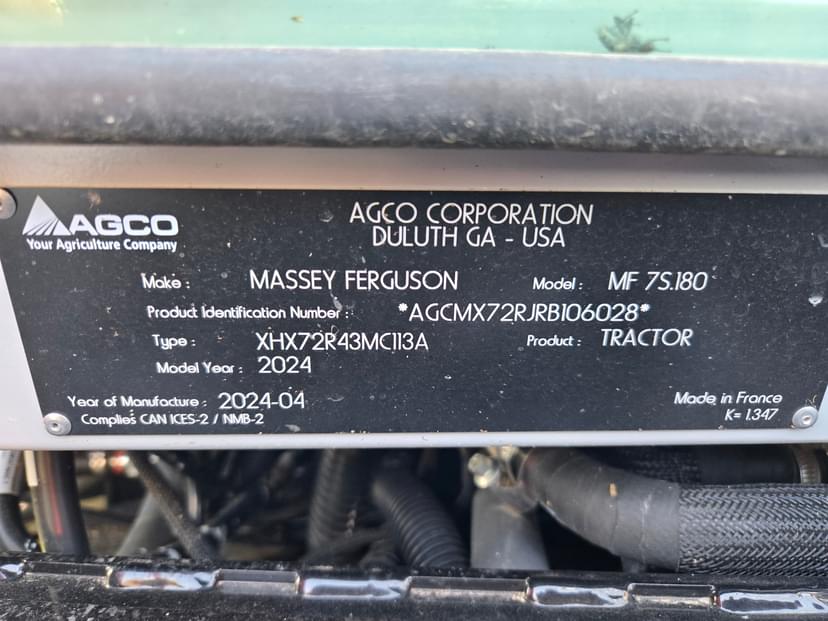 AGCO
Your Agriculture Company
AGCO CORPORATION
DULUTH GA - USA
Make : MASSEY FERGUSON Model : MF 7S.180
Product Identification Number : *AGCMX72RJRB106028*
Type : XHX72R43MC113A Product : TRACTOR
Model Year : 2024
Year of Manufacture : 2024-04 Made in France
Complies CAN ICES-2 / NMB-2 K= 1.347